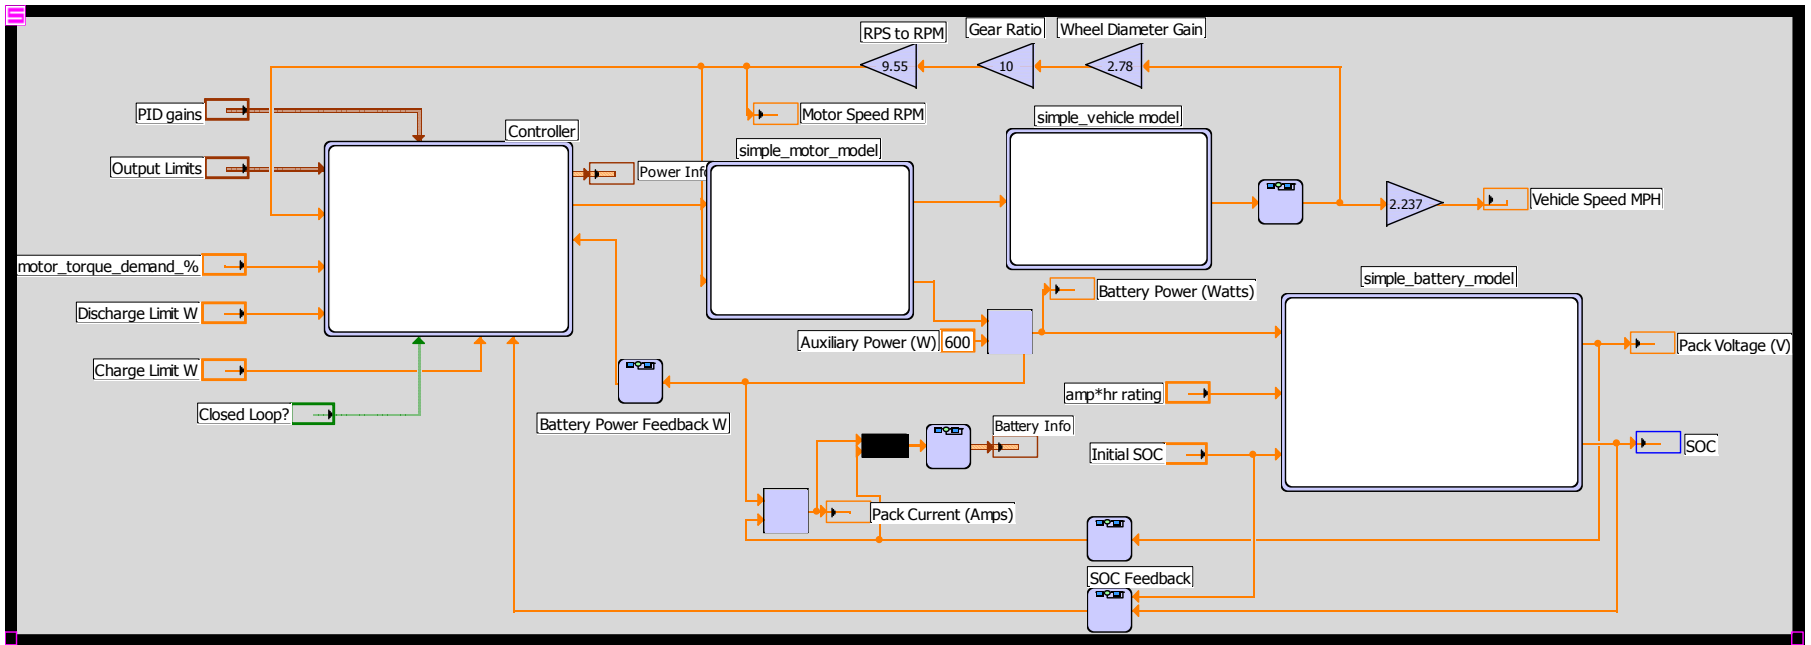 RPS to RPM
Gear Ratio
Wheel Diameter Gain
9.55
10
2.78
PID gains
Motor Speed RPM
simple_vehicle model
Controller
simple_motor_model
Output Limits
Power Info
2.237
Vehicle Speed MPH
motor_torque_demand_%
simple_battery_model
Battery Power (Watts)
Discharge Limit W
Auxiliary Power (W)
600
Pack Voltage (V)
Charge Limit W
amp*hr rating
Closed Loop?
Battery Power Feedback W
Battery Info
Initial SOC
SOC
Pack Current (Amps)
SOC Feedback